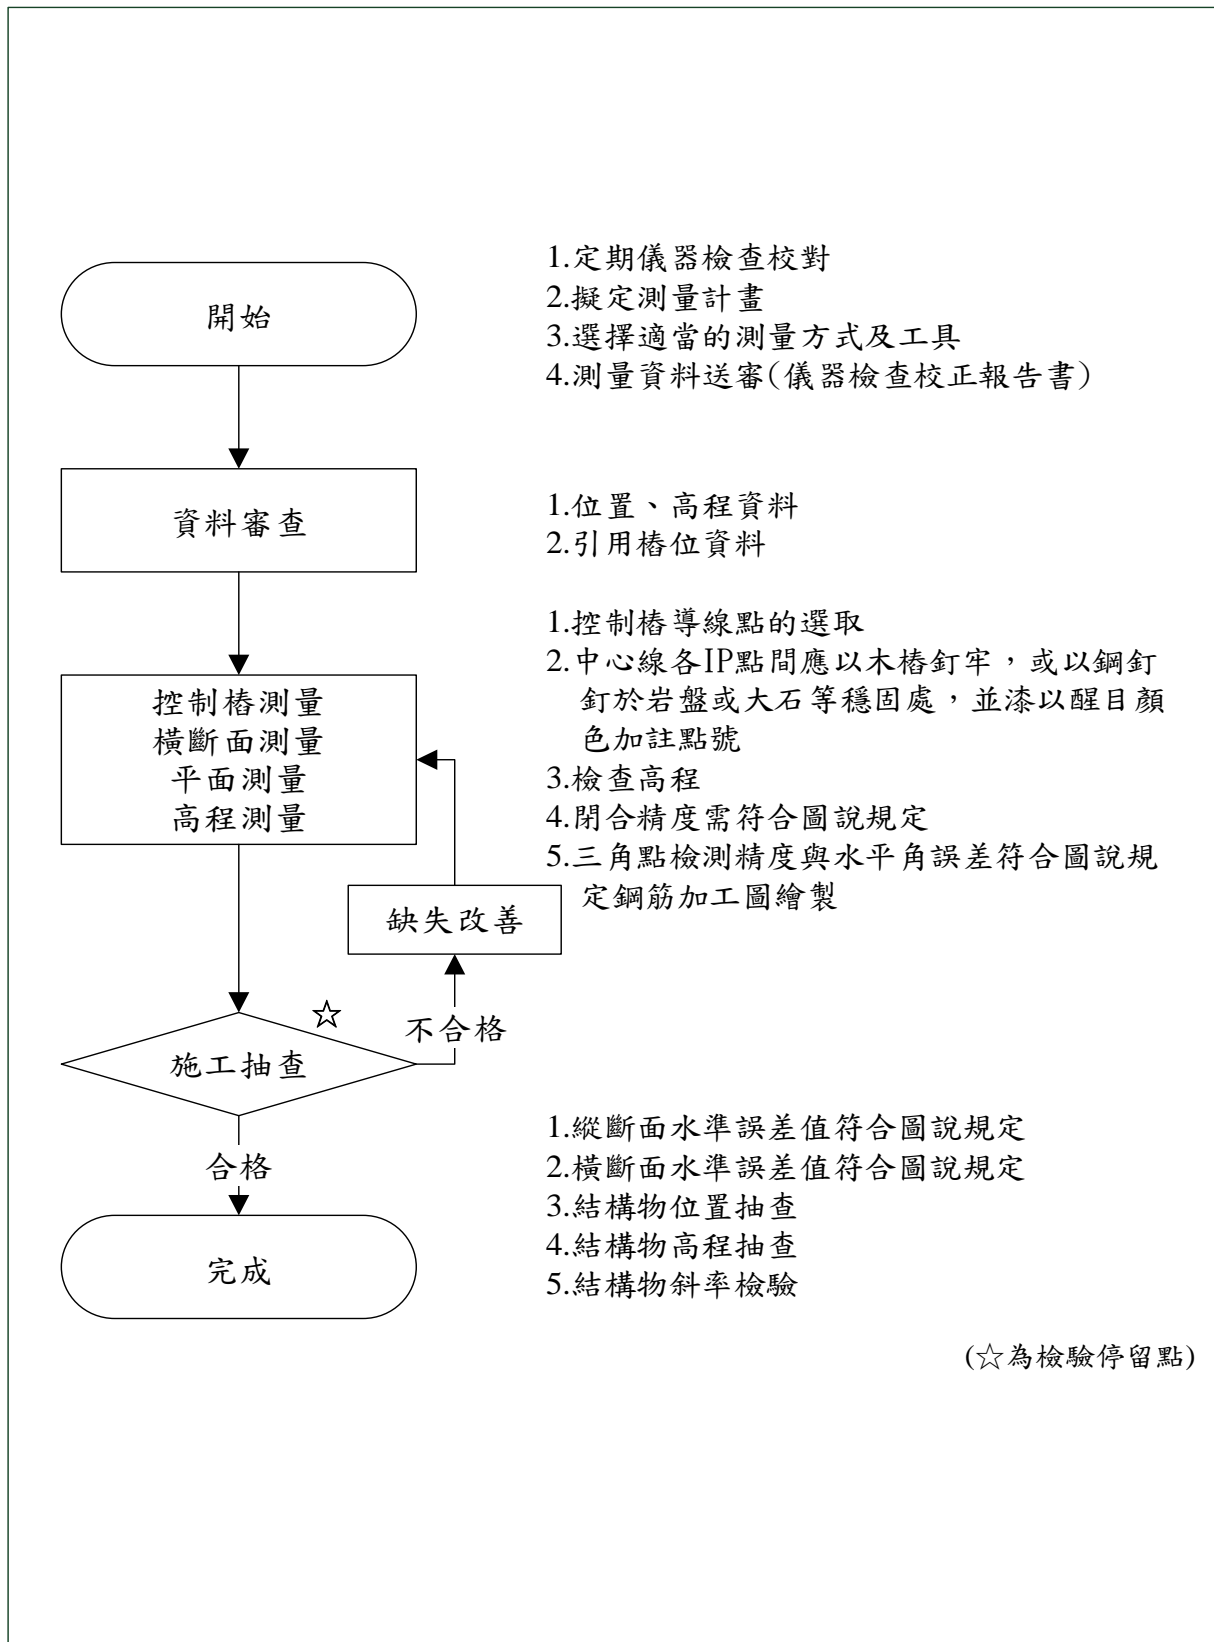 開始
1.定期儀器檢查校對
2.擬定測量計畫
3.選擇適當的測量方式及工具
4.測量資料送審(儀器檢查校正報告書)
資料審查
1.位置、高程資料
2.引用樁位資料
控制樁測量
橫斷面測量
平面測量
高程測量
1.控制樁導線點的選取
2.中心線各IP點間應以木樁釘牢，或以鋼釘
釘於岩盤或大石等穩固處，並漆以醒目顏
色加註點號
3.檢查高程
4.閉合精度需符合圖說規定
5.三角點檢測精度與水平角誤差符合圖說規
定鋼筋加工圖繪製
缺失改善
☆
不合格
施工抽查
合格
1.縱斷面水準誤差值符合圖說規定
2.橫斷面水準誤差值符合圖說規定
3.結構物位置抽查
4.結構物高程抽查
5.結構物斜率檢驗
完成
(☆為檢驗停留點)